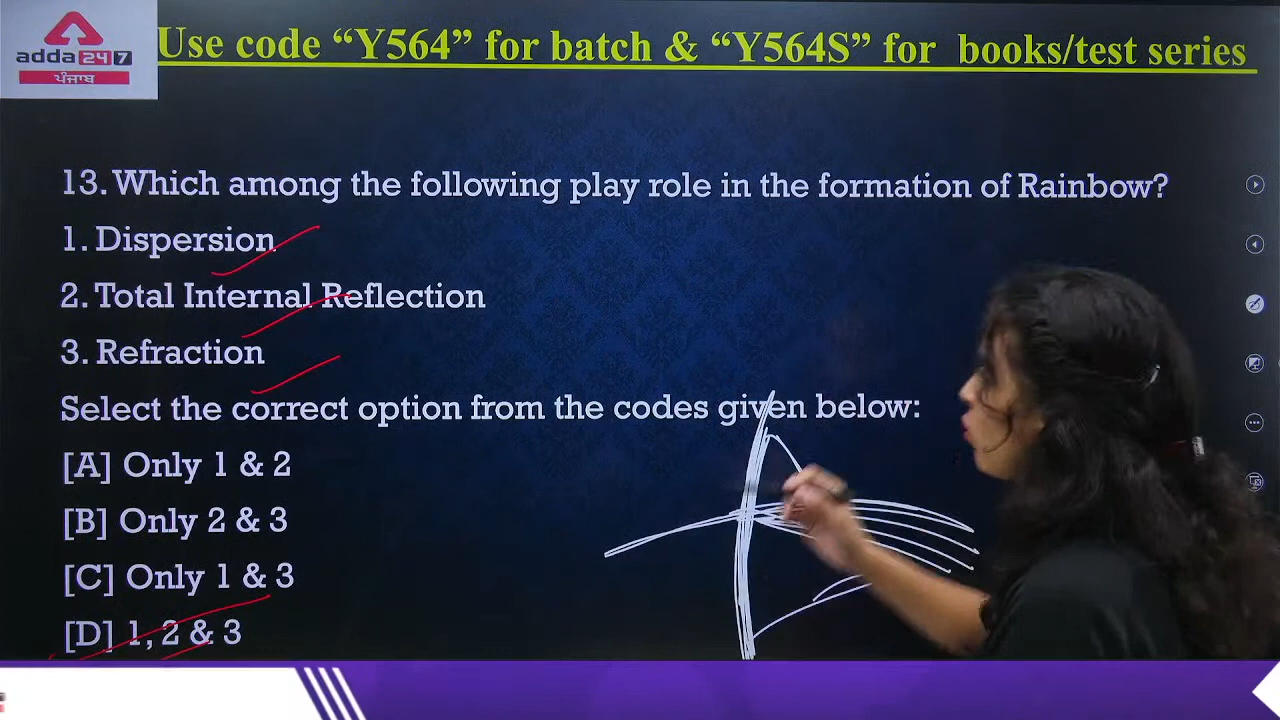 Use code “Y564” for batch & “Y564S” for books/test series
adda247
ਪੰਜਾਬ
13. Which among the following play role in the formation of Rainbow?
1. Dispersion
2. Total Internal Reflection
3. Refraction
Select the correct option from the codes given below:
[A] Only 1 & 2
[B] Only 2 & 3
[C] Only 1 & 3
[D] 1, 2 & 3